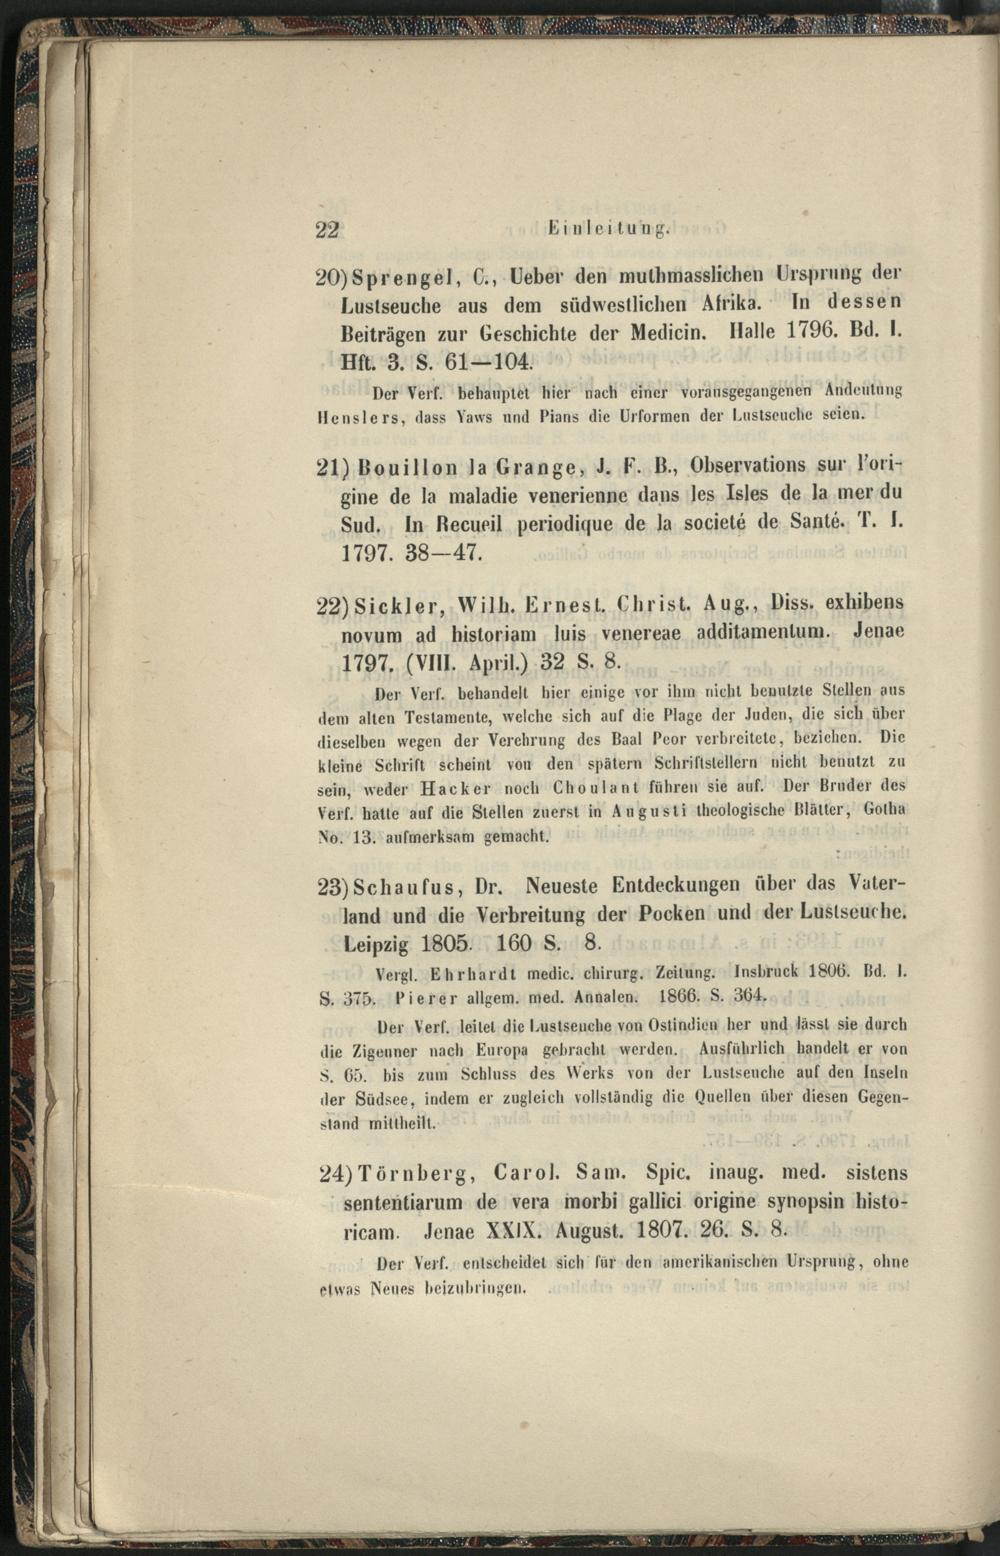 22 Einleitung.
20) Sprengel, C., Ueber den muthmasslichen Ursprung der
Lustseuche aus dem südwestlichen Afrika. In dessen
Beiträgen zur Geschichte der Medicin. Halle 1796. Bd. I.
Hft. 3. S. 61—104.
Der Verf. behauptet hier nach einer vorausgegangenen Andeutung
Henslers, dass Yaws und Pians die Urformen der Lustseuche seien.
21) Bouillon la Grange, J. F. B., Observations sur l'ori-
gine de la maladie venerienne dans les Isles de la mer du
Sud. In Recueil periodique de la societé de Santé. T. I.
1797. 38—47.
22) Sickler, Wilh. Ernest. Christ. Aug., Diss. exhibens
novum ad historiam luis venereae additamentum. Jenae
1797. (VIII. April.) 32 S. 8.
Der Verf. behandelt hier einige vor ihm nicht benutzte Stellen aus
dem alten Testamente, welche sich auf die Plage der Juden, die sich über
dieselben wegen der Verehrung des Baal Peor verbreitete, beziehen. Die
kleine Schrift scheint von den spätern Schriftstellern nicht benutzt zu
sein, weder Hacker noch Choulant führen sie auf. Der Bruder des
Verf. hatte auf die Stellen zuerst in Augusti theologische Blätter, Gotha
No. 13. aufmerksam gemacht.
23) Schaufus, Dr. Neueste Entdeckungen über das Vater-
land und die Verbreitung der Pocken und der Lustseuche.
Leipzig 1805. 160 S. 8.
Vergl. Ehrhardt medic. chirurg. Zeitung. Insbruck 1806. Bd. I.
S. 375. Pierer allgem. med. Annalen. 1866. S. 364.
Der Verf. leitet die Lustseuche von Ostindien her und lässt sie durch
die Zigeuner nach Europa gebracht werden. Ausführlich handelt er von
S. 65. bis zum Schluss des Werks von der Lustseuche auf den Inseln
der Südsee, indem er zugleich vollständig die Quellen über diesen Gegen-
stand mittheilt.
24) Törnberg, Carol. Sam. Spic. inaug. med. sistens
sententiarum de vera morbi gallici origine synopsin histo-
ricam. Jenae XXIX. August. 1807. 26. S. 8.
Der Verf. entscheidet sich für den amerikanischen Ursprung, ohne
etwas Neues beizubringen.